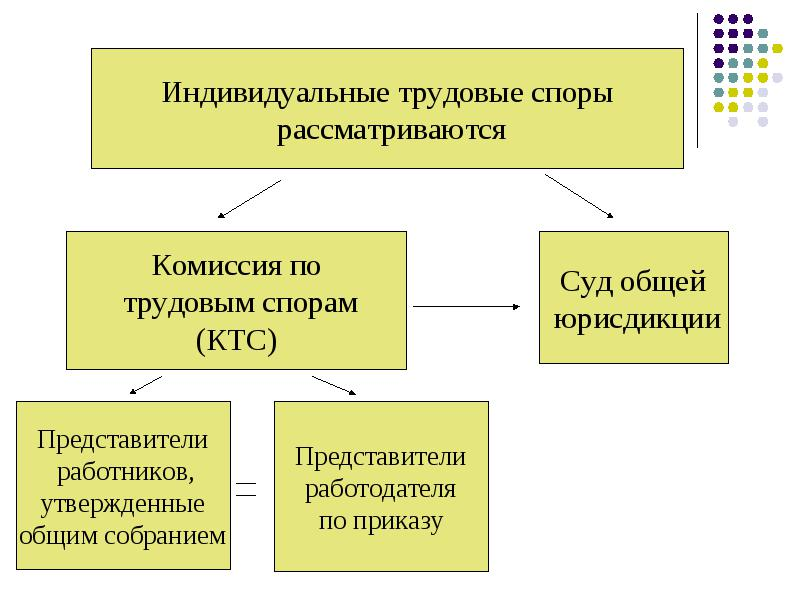 Индивидуальные трудовые споры
рассматриваются
Комиссия по
трудовым спорам
(КТС)
Суд общей
юрисдикции
Представители
работников,
утвержденные
общим собранием
=
Представители
работодателя
по приказу